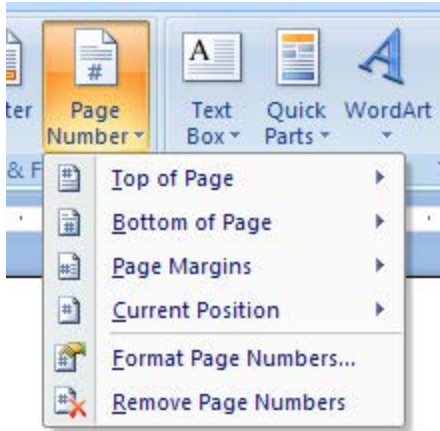 ter Page Text Quick WordArt
Number Box Parts
& F
Top of Page
Bottom of Page
Page Margins
Current Position
Format Page Numbers...
Remove Page Numbers